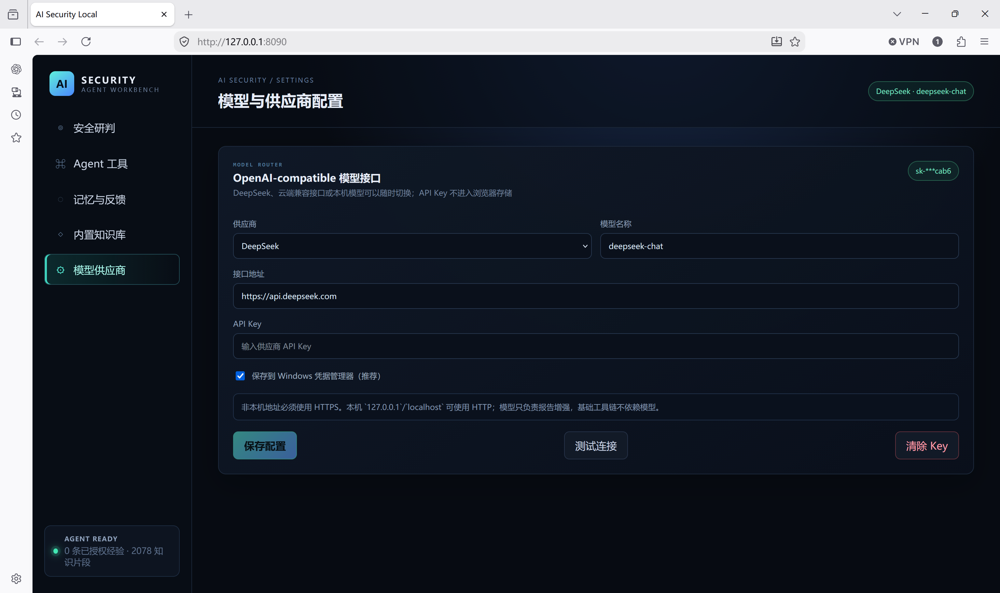 AI Security Local
http://127.0.0.1:8090
VPN
1
AI
SECURITY
AGENT WORKBENCH
安全研判
Agent 工具
记忆与反馈
内置知识库
模型供应商
AGENT READY
0 条已授权经验 · 2078 知
识片段
AI SECURITY / SETTINGS
模型与供应商配置
DeepSeek · deepseek-chat
MODEL ROUTER
OpenAI-compatible 模型接口
DeepSeek、云端兼容接口或本机模型可以随时切换；API Key 不进入浏览器存储
sk-***cab6
供应商
模型名称
DeepSeek
deepseek-chat
接口地址
https://api.deepseek.com
API Key
输入供应商 API Key
保存到 Windows 凭据管理器（推荐）
非本机地址必须使用 HTTPS。本机 `127.0.0.1`/`localhost` 可使用 HTTP；模型只负责报告增强，基础工具链不依赖模型。
保存配置
测试连接
清除 Key